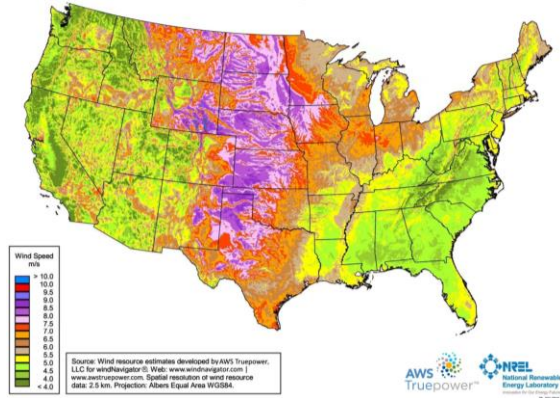 Wind Speed
m/s
> 10.0
10.0
9.5
9.0
8.5
8.0
7.5
7.0
6.5
6.0
5.5
5.0
4.5
4.0
< 4.0
Source: Wind resource estimates developed by AWS Truepower,
LLC for windNavigator®. Web: www.windnavigator.com |
www.awstruepower.com. Spatial resolution of wind resource
data: 2.5 km. Projection: Albers Equal Area WGS84.
AWS
Truepower™
NREL
National Renewable
Energy Laboratory